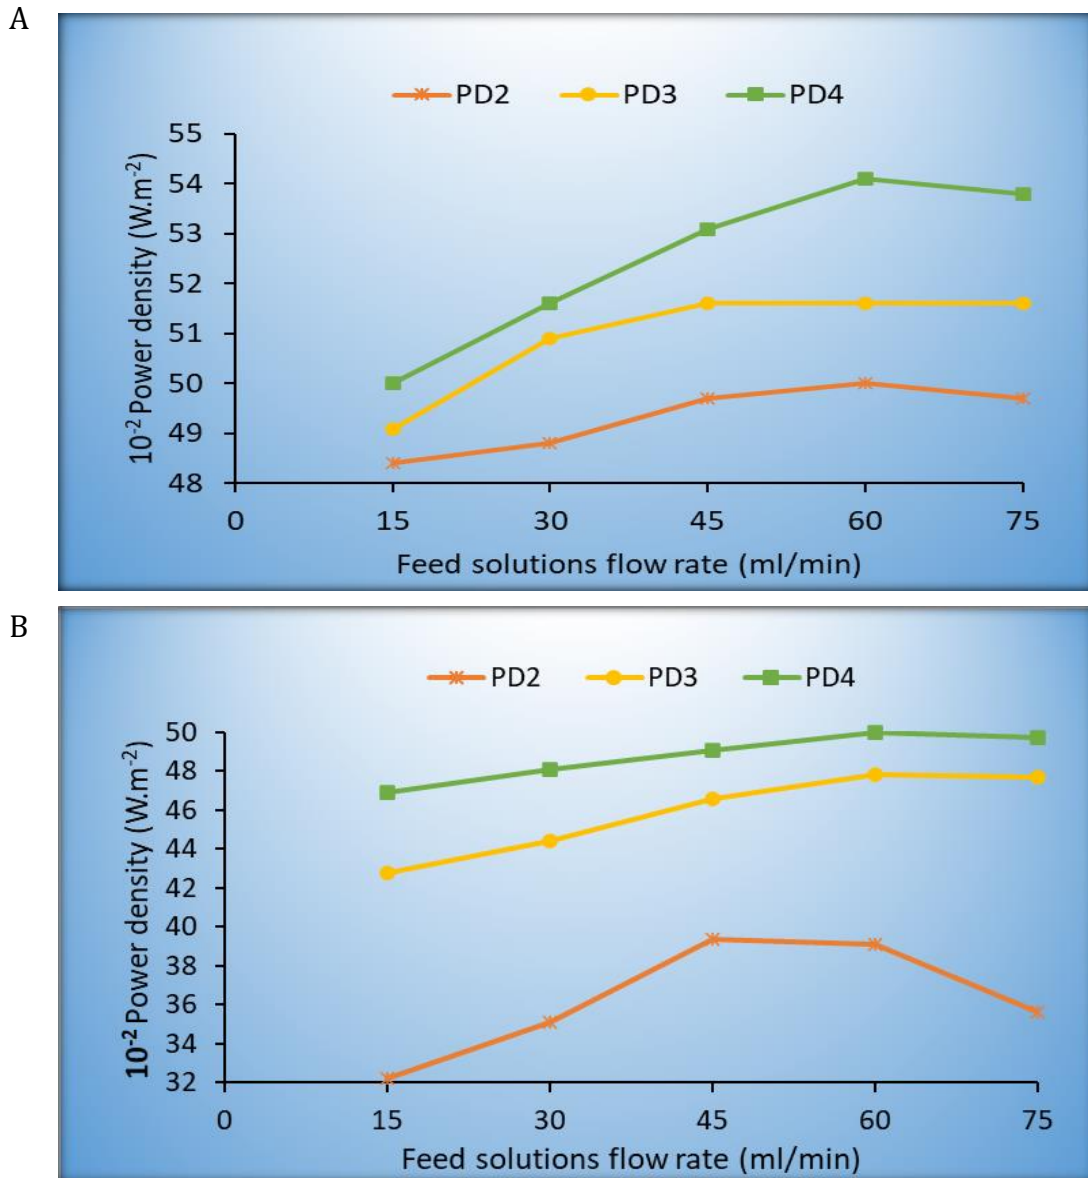 A
PD2 PD3 PD4
10⁻² Power density (W.m⁻²)
55
54
53
52
51
50
49
48
0 15 30 45 60 75
Feed solutions flow rate (ml/min)
B
PD2 PD3 PD4
10⁻² Power density (W.m⁻²)
50
48
46
44
42
40
38
36
34
32
0 15 30 45 60 75
Feed solutions flow rate (ml/min)